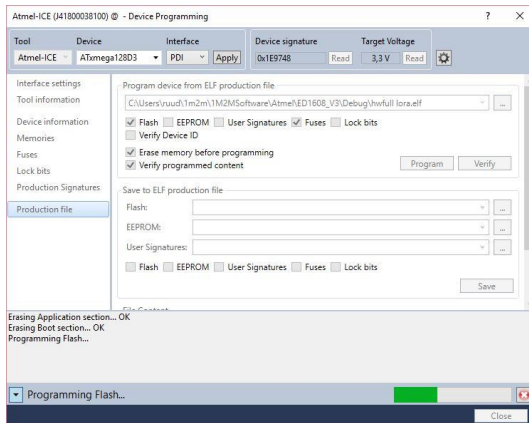 Atmel-ICE (J41800038100) @ - Device Programming
Tool Device Interface Device signature Target Voltage
Atmel-ICE ATxmega128D3 PDI Apply 0x1E9748 Read 3,3 V Read
Interface settings
Tool information
Device information
Memories
Fuses
Lock bits
Production Signatures
Production file
Program device from ELF production file
C:\Users\ruud\1m2m\1M2MSoftware\Atmel\ED1608_V3\Debug\hwfull lora.elf ...
Flash EEPROM User Signatures Fuses Lock bits
Verify Device ID
Erase memory before programming
Verify programmed content
Program Verify
Save to ELF production file
Flash: ...
EEPROM: ...
User Signatures: ...
Flash EEPROM User Signatures Fuses Lock bits
Save
File Content
Erasing Application section... OK
Erasing Boot section... OK
Programming Flash...
Programming Flash...
Close